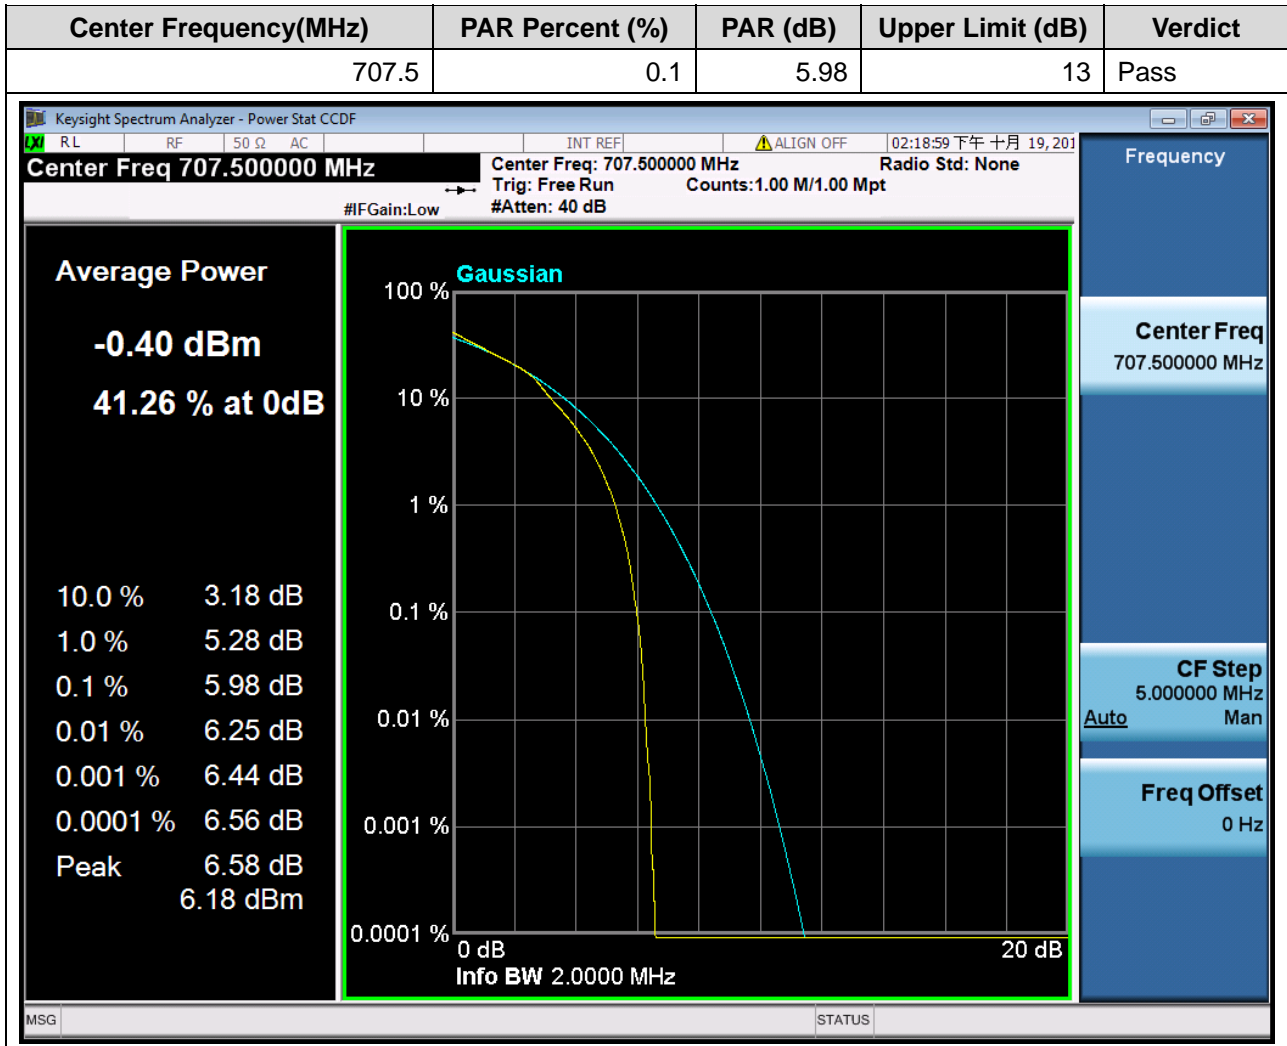 Center Frequency(MHz) PAR Percent (%) PAR (dB) Upper Limit (dB) Verdict
707.5 0.1 5.98 13 Pass
Keysight Spectrum Analyzer - Power Stat CCDF
LXI RL RF 50 Ω AC INT REF ALIGN OFF 02:18:59 下午 十月 19, 201
Center Freq 707.500000 MHz
Center Freq: 707.500000 MHz Radio Std: None
Trig: Free Run Counts:1.00 M/1.00 Mpt
#IFGain:Low #Atten: 40 dB
Average Power
-0.40 dBm
41.26 % at 0dB
10.0 % 3.18 dB
1.0 % 5.28 dB
0.1 % 5.98 dB
0.01 % 6.25 dB
0.001 % 6.44 dB
0.0001 % 6.56 dB
Peak 6.58 dB
6.18 dBm
Gaussian
100 %
10 %
1 %
0.1 %
0.01 %
0.001 %
0.0001 %
0 dB 20 dB
Info BW 2.0000 MHz
Frequency
Center Freq
707.500000 MHz
CF Step
5.000000 MHz
Auto Man
Freq Offset
0 Hz
MSG STATUS